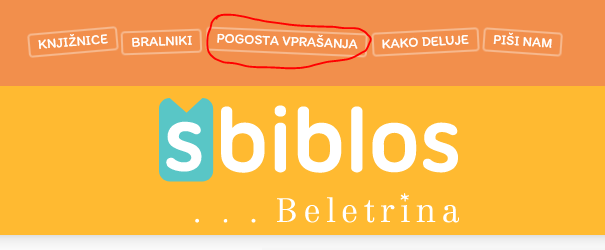 KNJIŽNICE BRALNIKI POGOSTA VPRAŠANJA KAKO DELUJE PIŠI NAM
sbiblos
. . . Beletrina